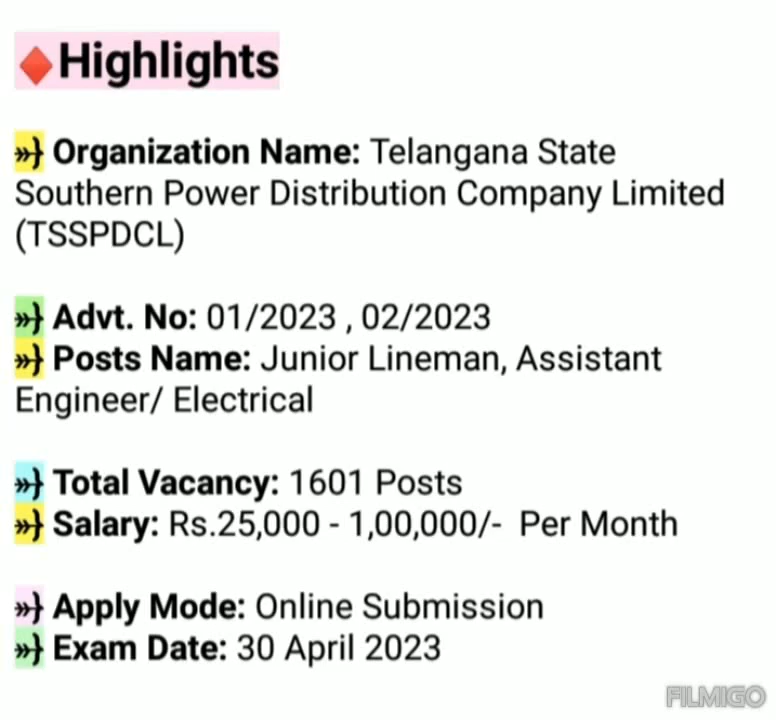 ♦Highlights
»} Organization Name: Telangana State
Southern Power Distribution Company Limited
(TSSPDCL)
»} Advt. No: 01/2023 , 02/2023
»} Posts Name: Junior Lineman, Assistant
Engineer/ Electrical
»} Total Vacancy: 1601 Posts
»} Salary: Rs.25,000 - 1,00,000/- Per Month
»} Apply Mode: Online Submission
»} Exam Date: 30 April 2023
FILMIGO